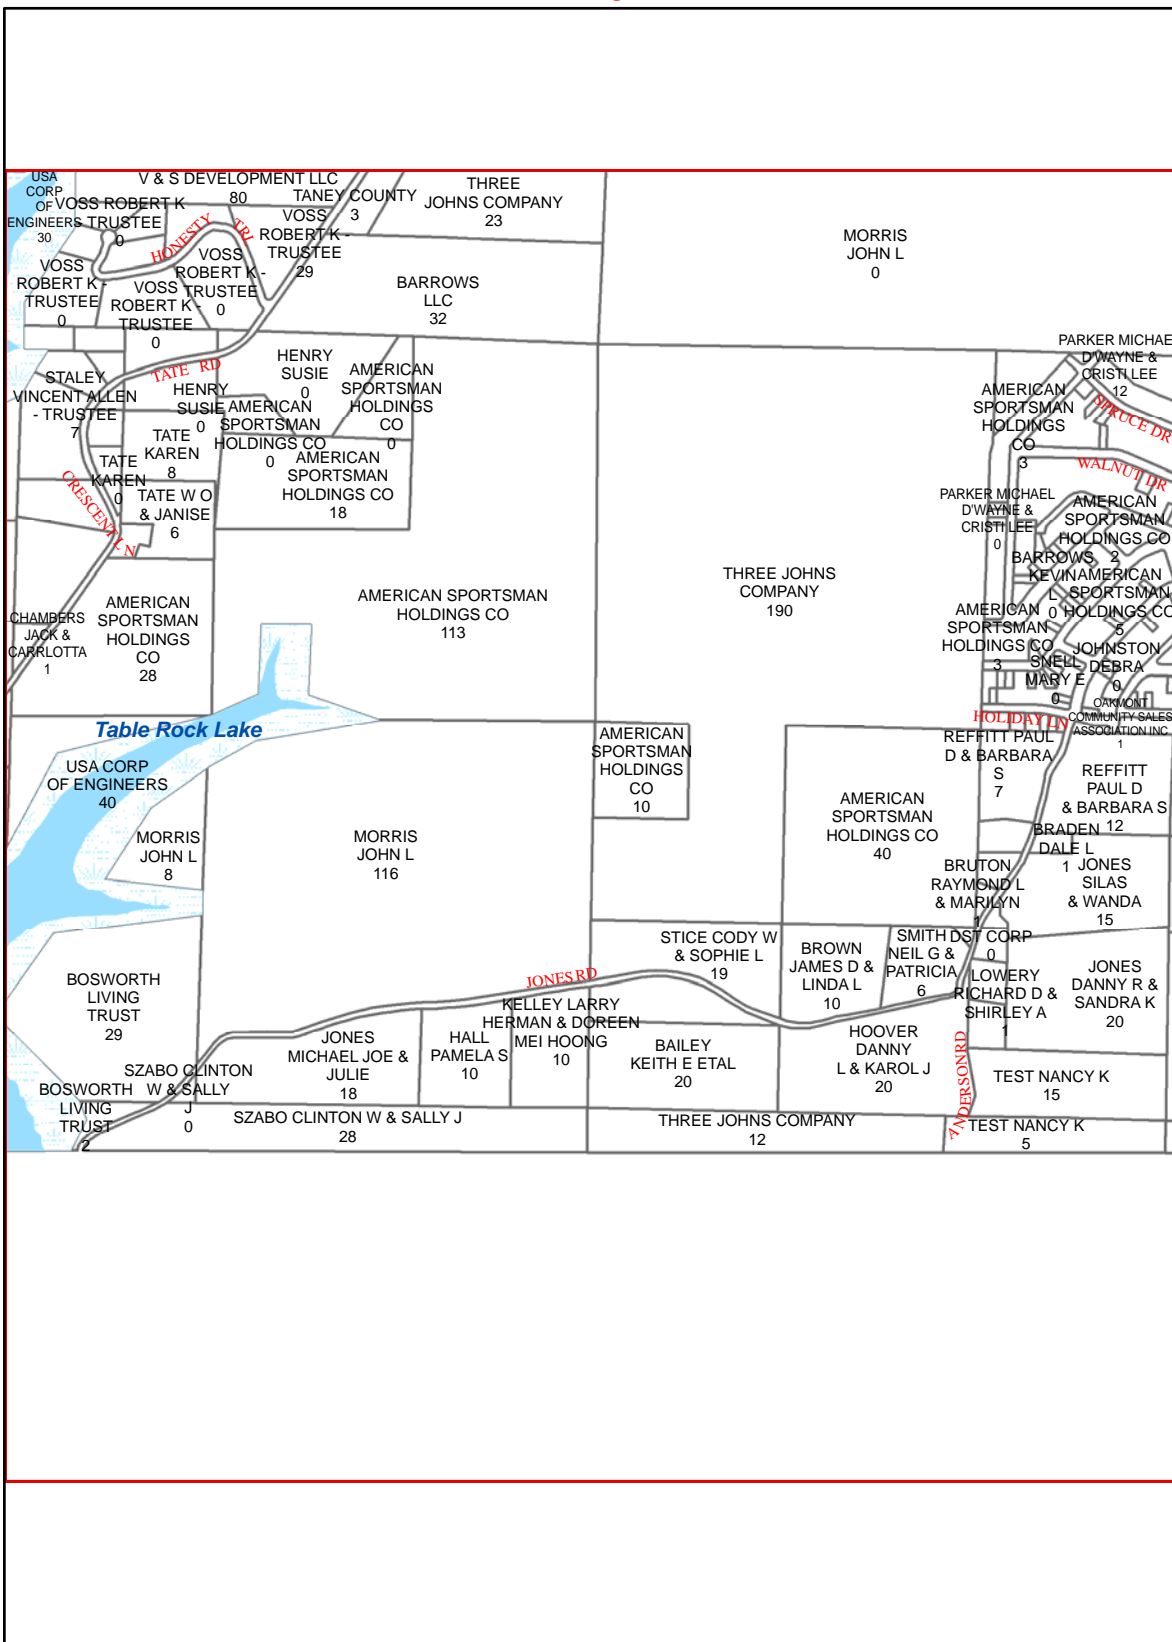 USA
CORP
OF
ENGINEERS
30
V & S DEVELOPMENT LLC
80
VOSS ROBERT K
TRUSTEE
0
TANEY COUNTY
3
THREE
JOHNS COMPANY
23
MORRIS
JOHN L
0
HONESTY TRL
VOSS
ROBERT K -
TRUSTEE
29
VOSS
ROBERT K -
TRUSTEE
0
VOSS
ROBERT K -
TRUSTEE
0
VOSS
ROBERT K -
TRUSTEE
0
BARROWS
LLC
32
TATE RD
HENRY
SUSIE
0
AMERICAN
SPORTSMAN
HOLDINGS
CO
0
STALEY
VINCENT ALLEN
- TRUSTEE
7
HENRY
SUSIE
0
AMERICAN
SPORTSMAN
HOLDINGS CO
0
TATE
KAREN
8
AMERICAN
SPORTSMAN
HOLDINGS CO
18
TATE
KAREN
0
TATE W O
& JANISE
6
CRESCENT LN
PARKER MICHAE
D'WAYNE &
CRISTI LEE
12
AMERICAN
SPORTSMAN
HOLDINGS
CO
3
SPRUCE DR
WALNUT DR
PARKER MICHAEL
D'WAYNE &
CRISTI LEE
0
AMERICAN
SPORTSMAN
HOLDINGS CO
2
BARROWS
KEVIN
L
0
AMERICAN
SPORTSMAN
HOLDINGS CO
5
THREE JOHNS
COMPANY
190
AMERICAN SPORTSMAN
HOLDINGS CO
113
AMERICAN
SPORTSMAN
HOLDINGS
CO
28
CHAMBERS
JACK &
CARRLOTTA
1
AMERICAN
SPORTSMAN
HOLDINGS CO
3
SNELL
MARY E
0
JOHNSTON
DEBRA
0
OAKMONT
COMMUNITY SALES
ASSOCIATION INC
1
HOLIDAY LN
Table Rock Lake
USA CORP
OF ENGINEERS
40
AMERICAN
SPORTSMAN
HOLDINGS
CO
10
REFFITT PAUL
D & BARBARA
S
7
REFFITT
PAUL D
& BARBARA S
12
AMERICAN
SPORTSMAN
HOLDINGS CO
40
MORRIS
JOHN L
8
MORRIS
JOHN L
116
BRADEN
DALE L
1
BRUTON
RAYMOND L
& MARILYN
1
JONES
SILAS
& WANDA
15
STICE CODY W
& SOPHIE L
19
BROWN
JAMES D &
LINDA L
10
SMITH
NEIL G &
PATRICIA
6
DST CORP
0
LOWERY
RICHARD D &
SHIRLEY A
1
JONES
DANNY R &
SANDRA K
20
BOSWORTH
LIVING
TRUST
29
JONES RD
KELLEY LARRY
HERMAN & DOREEN
MEI HOONG
10
JONES
MICHAEL JOE &
JULIE
18
HALL
PAMELA S
10
BAILEY
KEITH E ETAL
20
HOOVER
DANNY
L & KAROL J
20
ANDERSON RD
TEST NANCY K
15
SZABO CLINTON
W & SALLY
J
0
BOSWORTH
LIVING
TRUST
2
SZABO CLINTON W & SALLY J
28
THREE JOHNS COMPANY
12
TEST NANCY K
5